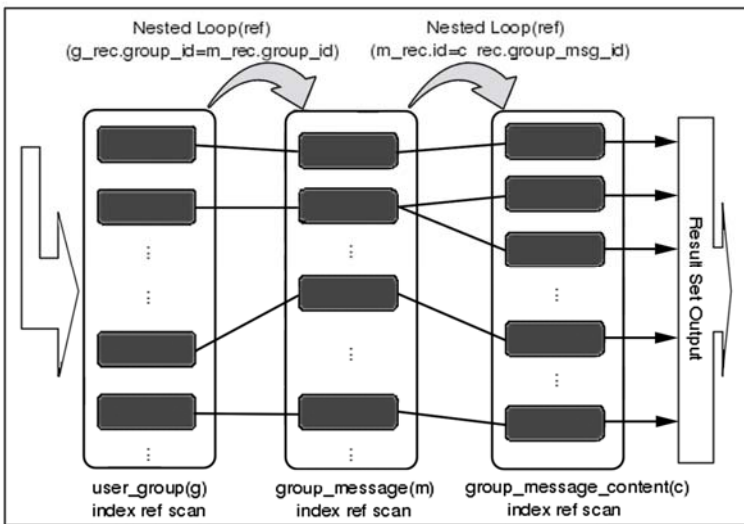 Nested Loop(ref)
(g_rec.group_id=m_rec.group_id)
Nested Loop(ref)
(m_rec.id=c_rec.group_msg_id)
Result Set Output
user_group(g)
index ref scan
group_message(m)
index ref scan
group_message_content(c)
index ref scan